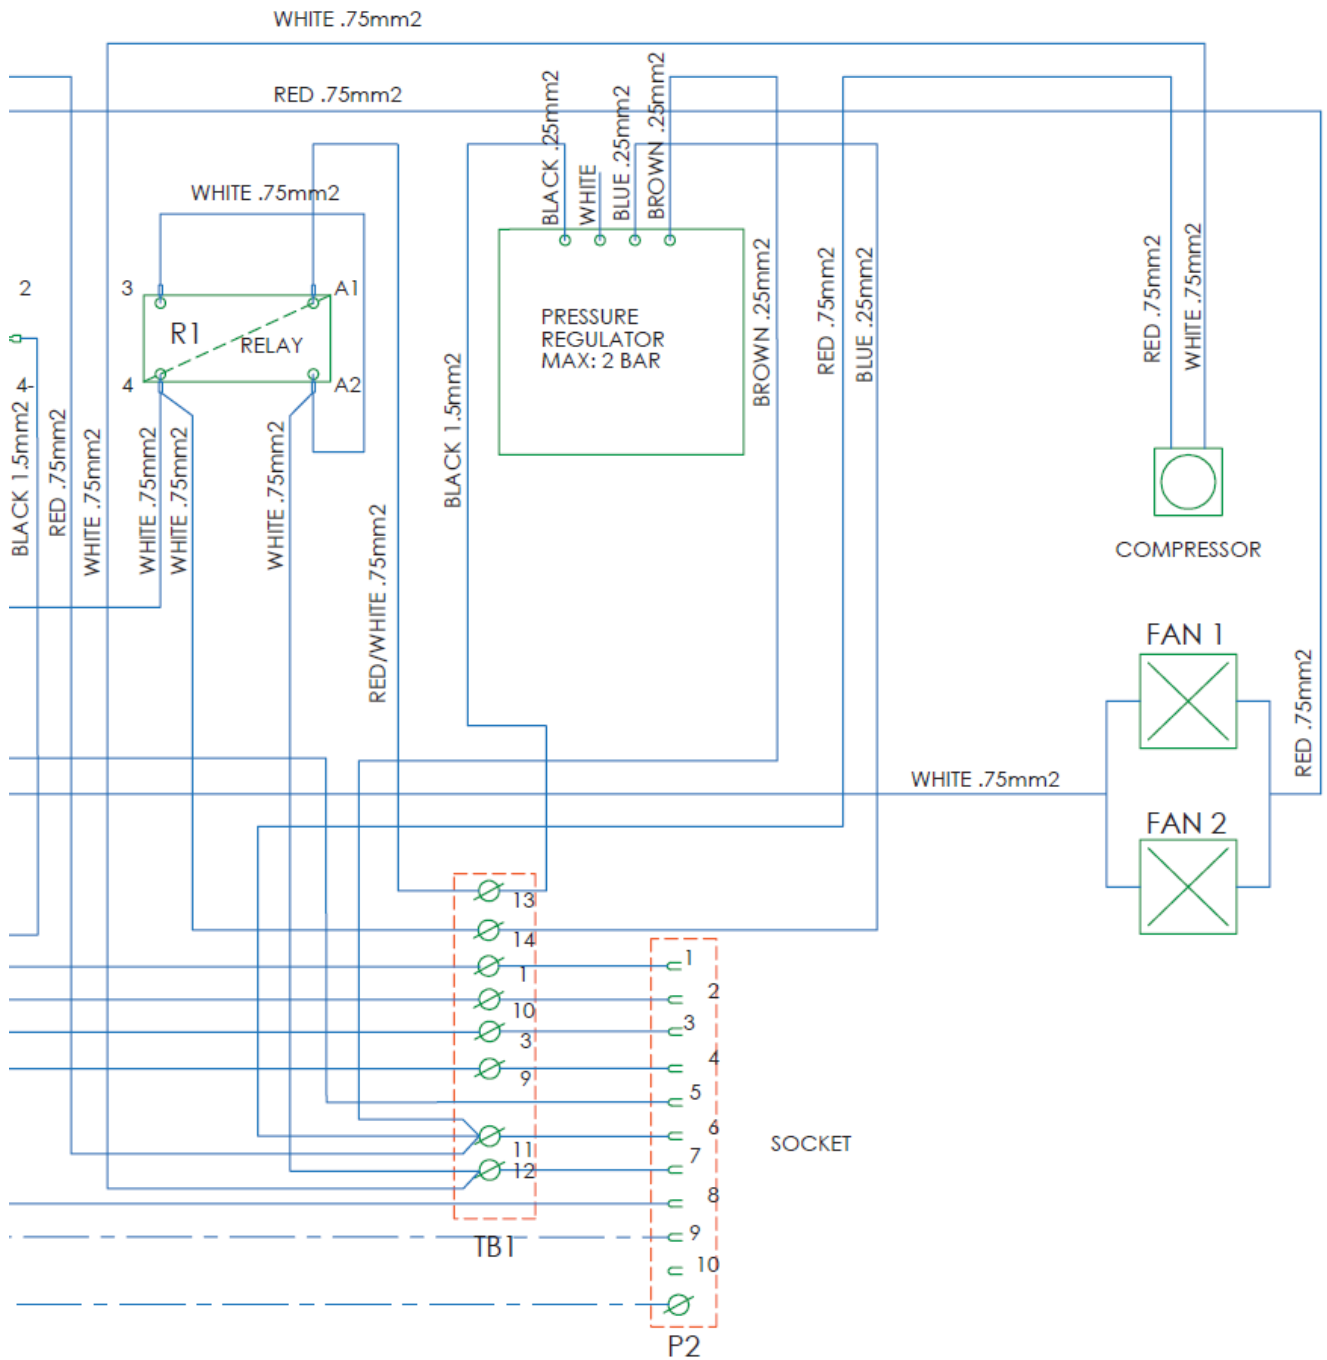 WHITE .75mm2
RED .75mm2
BLACK .25mm2
WHITE
BLUE .25mm2
BROWN .25mm2
WHITE .75mm2
2
3
A1
R1
RELAY
4-
4
A2
PRESSURE
REGULATOR
MAX: 2 BAR
BROWN .25mm2
RED .75mm2
BLUE .25mm2
RED .75mm2
WHITE .75mm2
BLACK 1.5mm2
RED .75mm2
WHITE .75mm2
WHITE .75mm2
WHITE .75mm2
WHITE .75mm2
BLACK 1.5mm2
RED/WHITE .75mm2
COMPRESSOR
FAN 1
RED .75mm2
WHITE .75mm2
FAN 2
13
14
1
10
3
9
11
12
TB1
1
2
3
4
5
6
7
8
9
10
P2
SOCKET